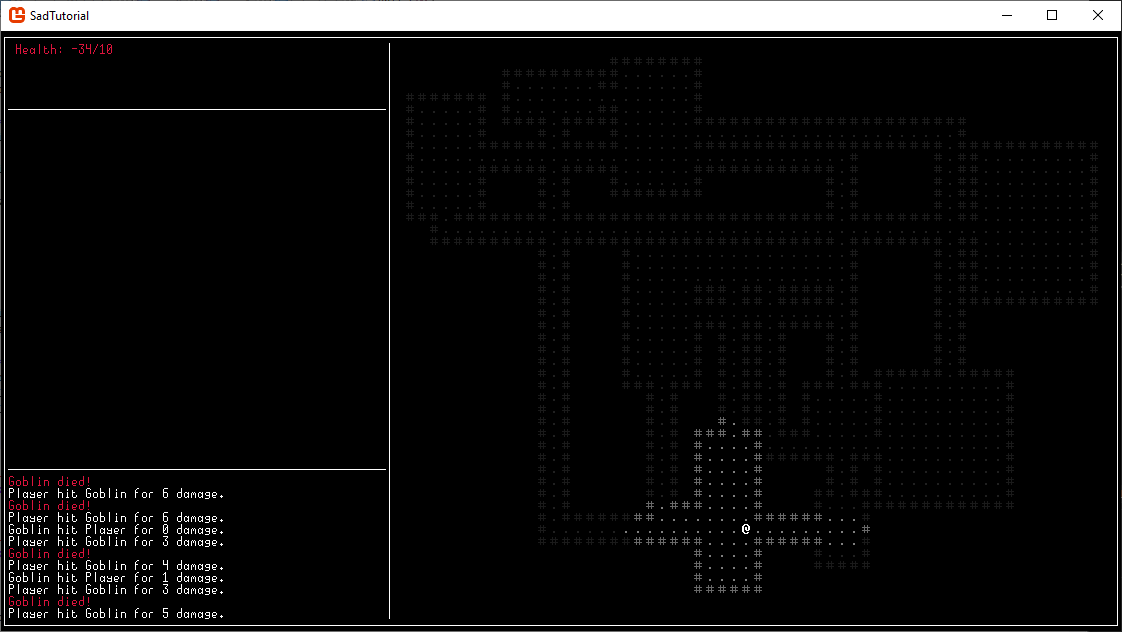 SadTutorial
Health: -34/10
Goblin died!
Player hit Goblin for 6 damage.
Goblin died!
Player hit Goblin for 6 damage.
Goblin hit Player for 0 damage.
Player hit Goblin for 3 damage.
Goblin died!
Player hit Goblin for 4 damage.
Goblin hit Player for 1 damage.
Player hit Goblin for 3 damage.
Goblin died!
Player hit Goblin for 5 damage.